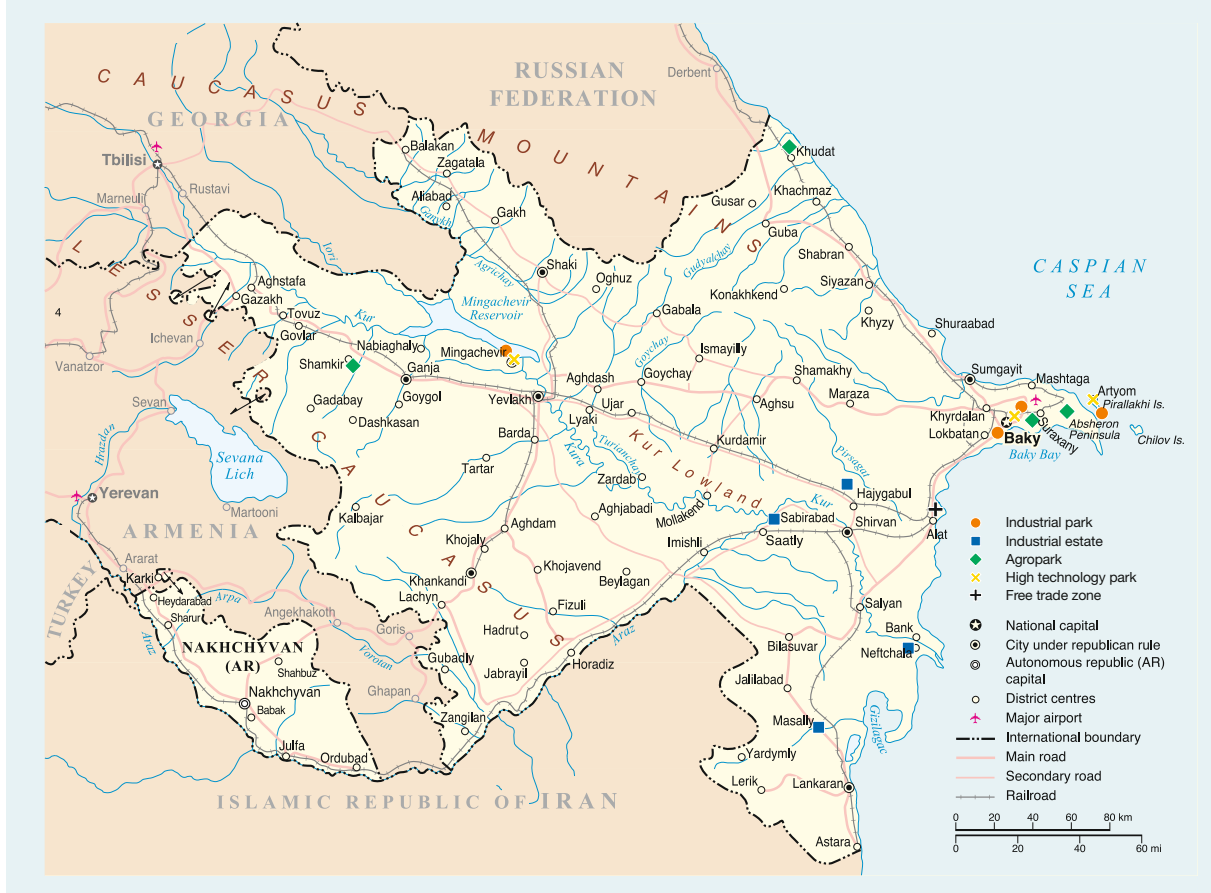 RUSSIAN
FEDERATION
Derbent
CAUCASUS MOUNTAINS
GEORGIA
Tbilisi
Marneuli
Rustavi
Balakan
Zagatala
Aliabad
Ganykh
Gakh
Khudat
Khachmaz
Gusar
Guba
Shabran
Gudyalchay
Siyazan
Konakhkend
Khyzy
Shuraabad
CASPIAN
SEA
LESSER CAUCASUS
Iori
Agrichay
Shaki
Oghuz
Aghstafa
Gazakh
Tovuz
Govlar
Kur
Mingachevir
Reservoir
Gabala
4
Ichevan
Vanatzor
Nabiaghaly
Mingachevir
Goychay
Ismayilly
Shamkir
Ganja
Sumgayit
Mashtaga
Artyom
Pirallakhi Is.
Shamakhy
Aghdash
Goychay
Gadabay
Goygol
Yevlakh
Aghsu
Maraza
Khyrdalan
Suraxany
Absheron
Peninsula
Chilov Is.
Sevan
Dashkasan
Lyaki
Ujar
Lokbatan
Baky
Baky Bay
Hrazdan
Barda
Kura
Turianchay
Kur Lowland
Kurdamir
Pirsagat
Sevana
Lich
Tartar
Zardab
Hajygabul
Yerevan
Martooni
Kalbajar
Aghjabadi
Mollakend
Kur
Sabirabad
ARMENIA
Aghdam
Shirvan
Alat
Khojaly
Imishli
Saatly
Ararat
Karki
Khankandi
Khojavend
Beylagan
TURKEY
Heydarabad
Arpa
Lachyn
Sharur
Angekhakoth
Fizuli
Salyan
Araz
Goris
Hadrut
Araz
Bank
NAKHCHYVAN
(AR)
Vorotan
Gubadly
Horadiz
Bilasuvar
Neftchala
Shahbuz
Jabrayil
Nakhchyvan
Ghapan
Jalilabad
Babak
Zangilan
Masally
Gizilagac
Julfa
Ordubad
Yardymly
Lerik
Lankaran
ISLAMIC REPUBLIC OF IRAN
Astara
Industrial park
Industrial estate
Agropark
High technology park
Free trade zone
National capital
City under republican rule
Autonomous republic (AR)
capital
District centres
Major airport
International boundary
Main road
Secondary road
Railroad
0 20 40 60 80 km
0 20 40 60 mi